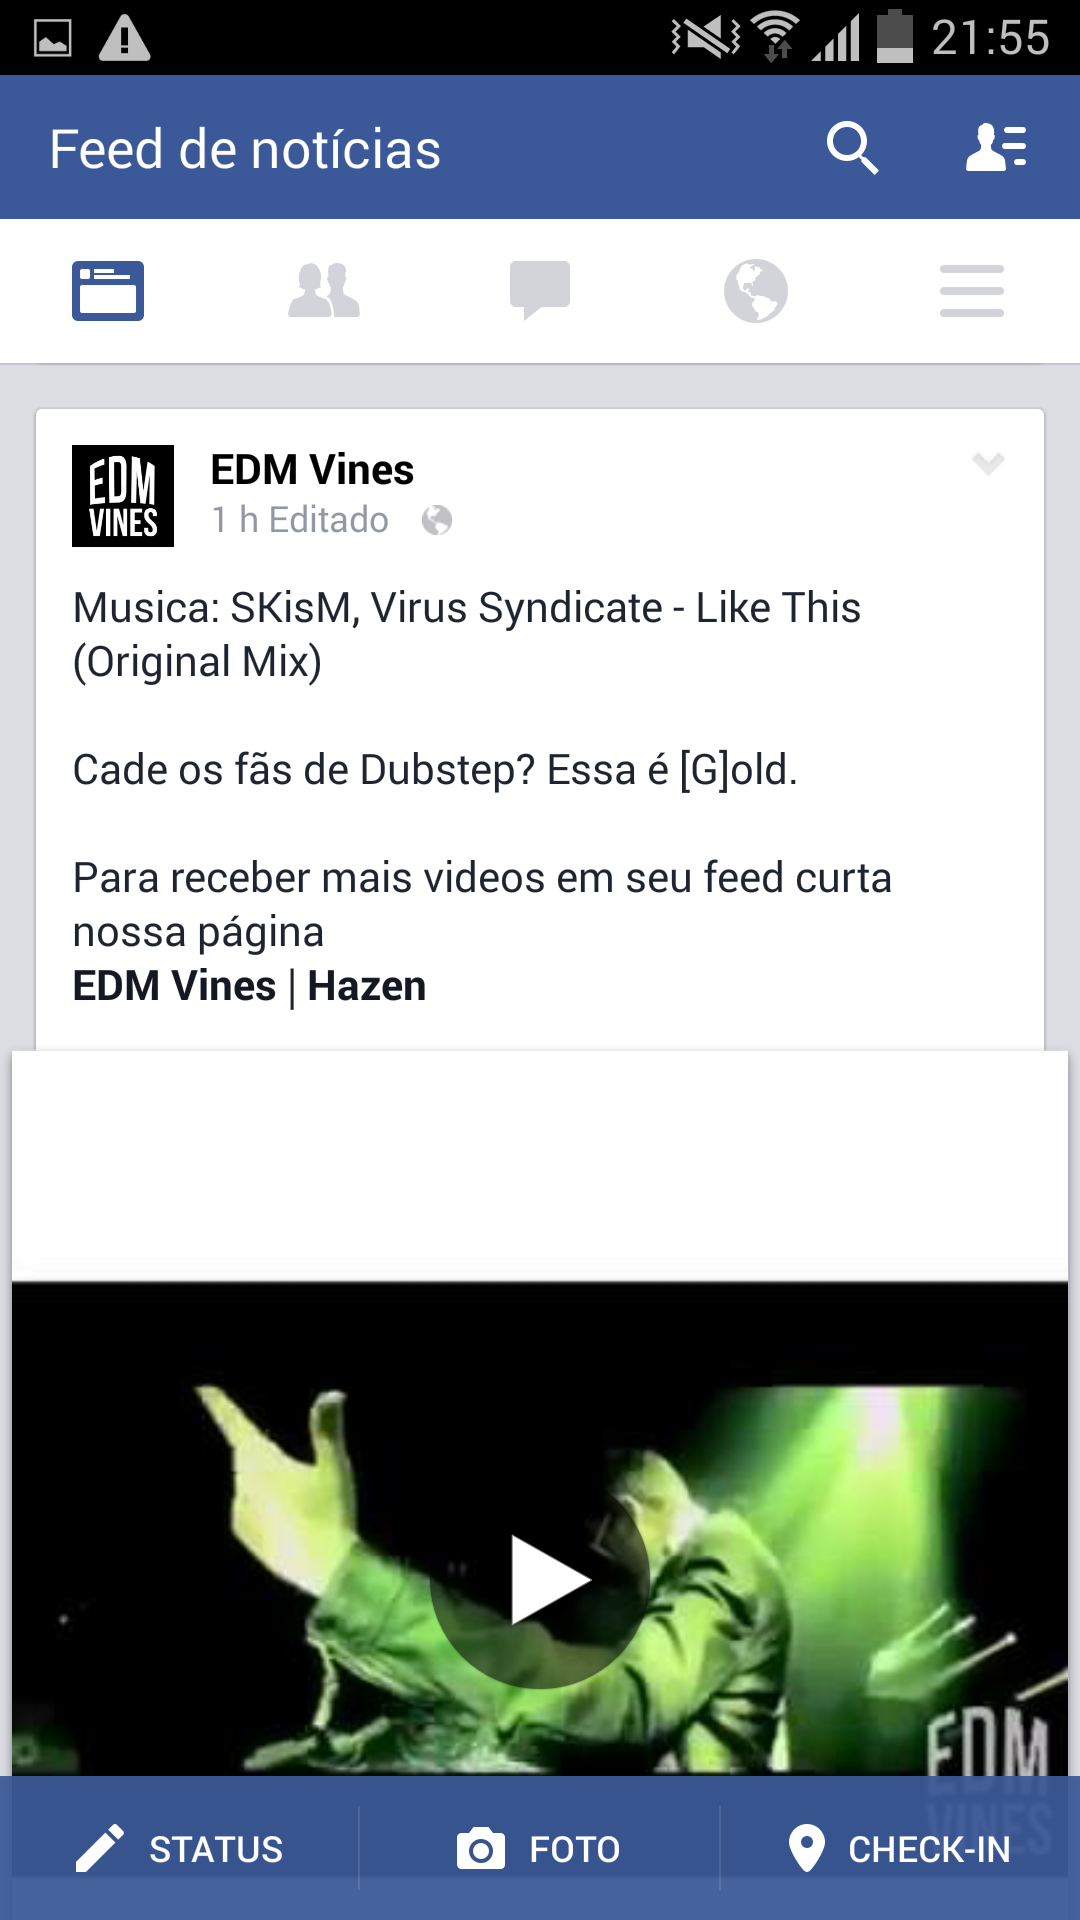 21:55
Feed de notícias
EDM
VINES
EDM Vines
1 h Editado
Musica: SKisM, Virus Syndicate - Like This
(Original Mix)
Cade os fãs de Dubstep? Essa é [G]old.
Para receber mais videos em seu feed curta
nossa página
EDM Vines | Hazen
EDM
VINES
STATUS
FOTO
CHECK-IN